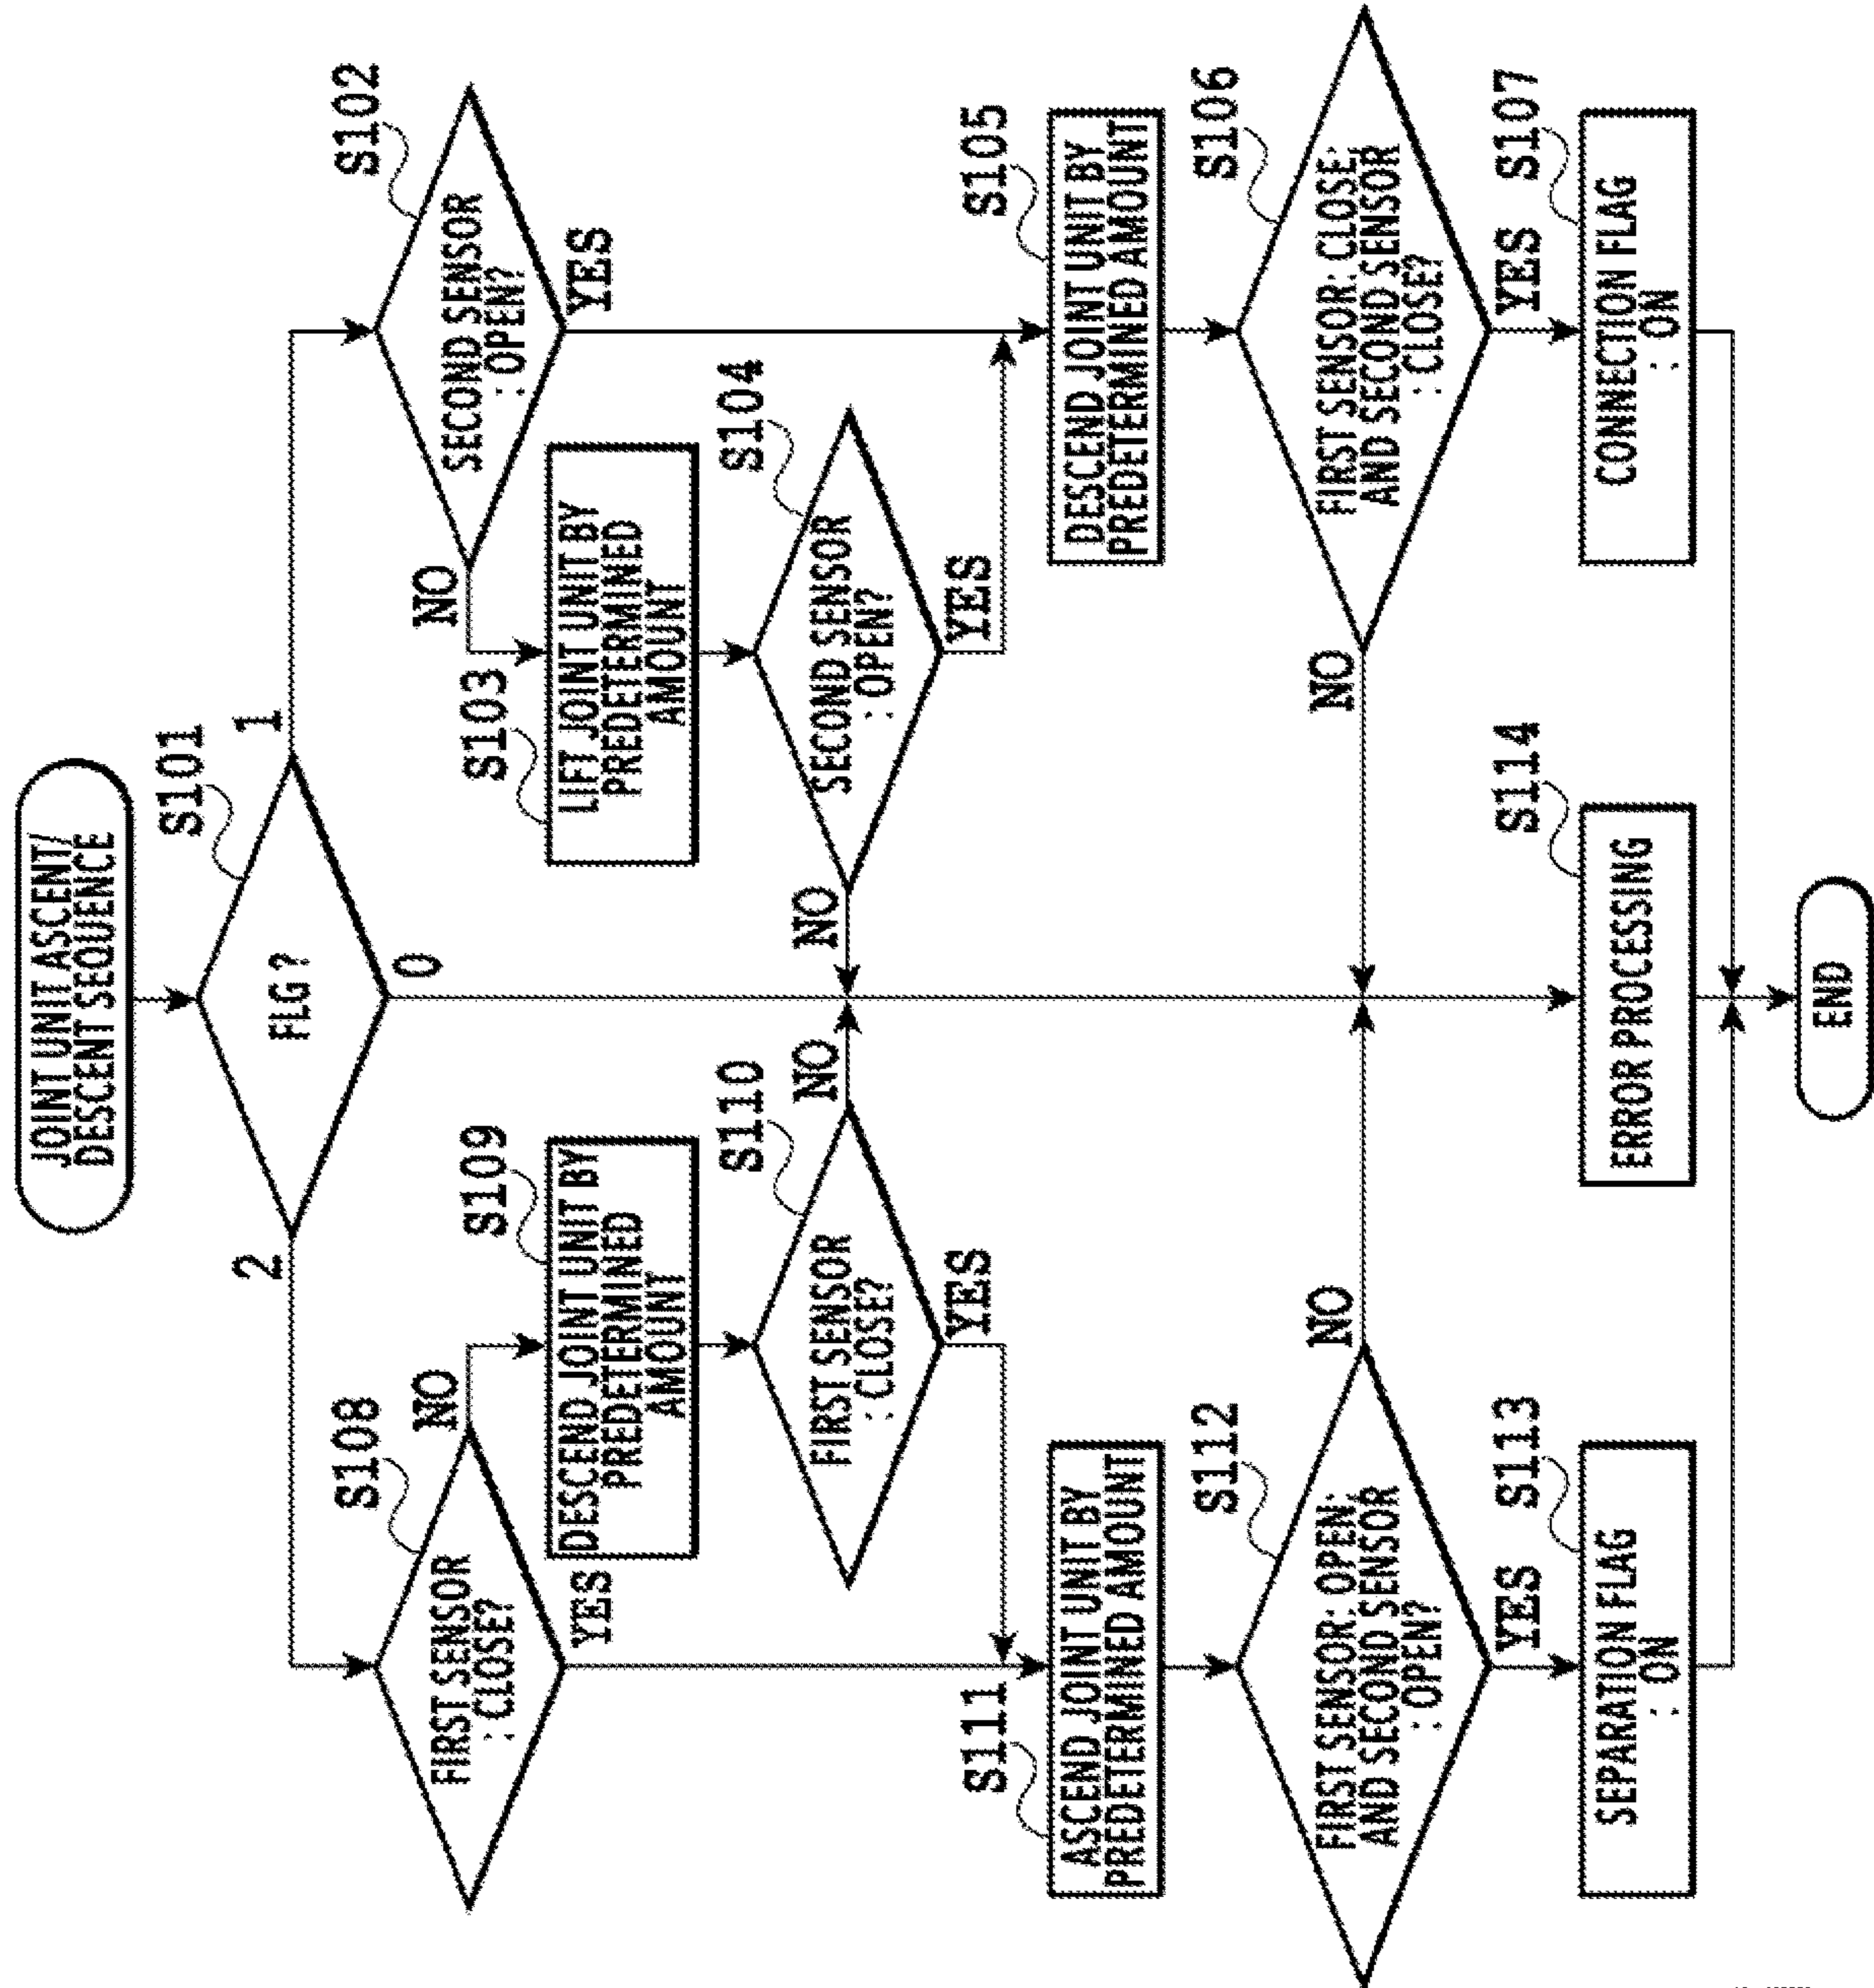 JOINT UNIT ASCENT/
DESCENT SEQUENCE
S101
FLG ?
2
0
1
S108
FIRST SENSOR
: CLOSE?
NO
YES
S102
SECOND SENSOR
: OPEN?
NO
YES
S109
DESCEND JOINT UNIT BY
PREDETERMINED
AMOUNT
S103
LIFT JOINT UNIT BY
PREDETERMINED
AMOUNT
S110
FIRST SENSOR
: CLOSE?
NO
YES
S104
SECOND SENSOR
: OPEN?
NO
YES
S111
ASCEND JOINT UNIT BY
PREDETERMINED AMOUNT
S105
DESCEND JOINT UNIT BY
PREDETERMINED AMOUNT
S112
FIRST SENSOR: OPEN;
AND SECOND SENSOR
: OPEN?
NO
YES
S106
FIRST SENSOR: CLOSE;
AND SECOND SENSOR
: CLOSE?
NO
YES
S113
SEPARATION FLAG
: ON
S114
ERROR PROCESSING
S107
CONNECTION FLAG
: ON
END